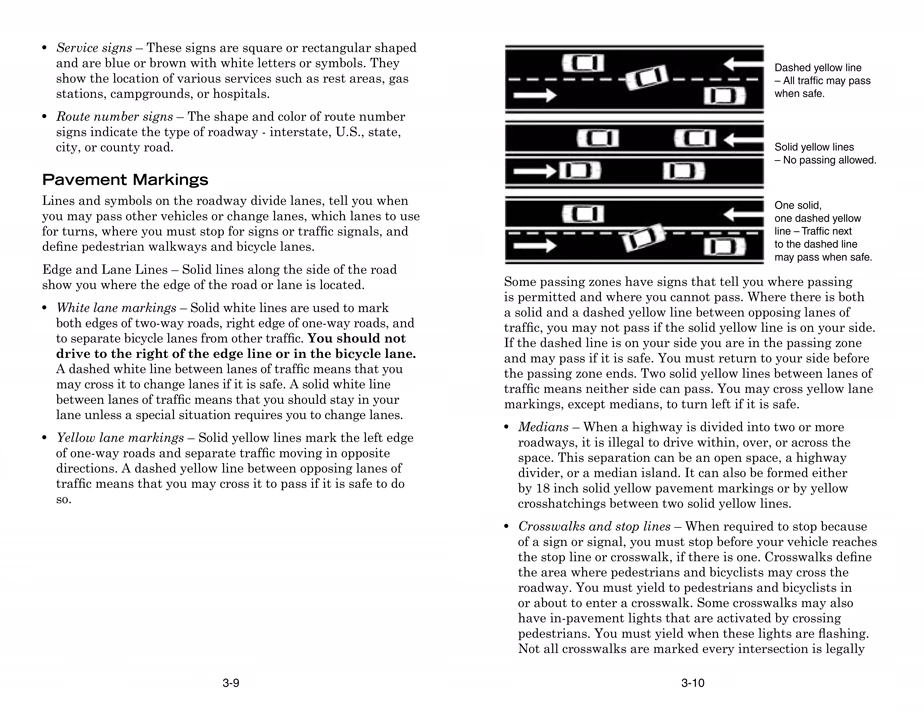 • Service signs – These signs are square or rectangular shaped
and are blue or brown with white letters or symbols. They
show the location of various services such as rest areas, gas
stations, campgrounds, or hospitals.
• Route number signs – The shape and color of route number
signs indicate the type of roadway - interstate, U.S., state,
city, or county road.
Pavement Markings
Lines and symbols on the roadway divide lanes, tell you when
you may pass other vehicles or change lanes, which lanes to use
for turns, where you must stop for signs or traffic signals, and
define pedestrian walkways and bicycle lanes.
Edge and Lane Lines – Solid lines along the side of the road
show you where the edge of the road or lane is located.
• White lane markings – Solid white lines are used to mark
both edges of two-way roads, right edge of one-way roads, and
to separate bicycle lanes from other traffic. You should not
drive to the right of the edge line or in the bicycle lane.
A dashed white line between lanes of traffic means that you
may cross it to change lanes if it is safe. A solid white line
between lanes of traffic means that you should stay in your
lane unless a special situation requires you to change lanes.
• Yellow lane markings – Solid yellow lines mark the left edge
of one-way roads and separate traffic moving in opposite
directions. A dashed yellow line between opposing lanes of
traffic means that you may cross it to pass if it is safe to do
so.
3-9
Dashed yellow line
– All traffic may pass
when safe.
Solid yellow lines
– No passing allowed.
One solid,
one dashed yellow
line – Traffic next
to the dashed line
may pass when safe.
Some passing zones have signs that tell you where passing
is permitted and where you cannot pass. Where there is both
a solid and a dashed yellow line between opposing lanes of
traffic, you may not pass if the solid yellow line is on your side.
If the dashed line is on your side you are in the passing zone
and may pass if it is safe. You must return to your side before
the passing zone ends. Two solid yellow lines between lanes of
traffic means neither side can pass. You may cross yellow lane
markings, except medians, to turn left if it is safe.
• Medians – When a highway is divided into two or more
roadways, it is illegal to drive within, over, or across the
space. This separation can be an open space, a highway
divider, or a median island. It can also be formed either
by 18 inch solid yellow pavement markings or by yellow
crosshatchings between two solid yellow lines.
• Crosswalks and stop lines – When required to stop because
of a sign or signal, you must stop before your vehicle reaches
the stop line or crosswalk, if there is one. Crosswalks define
the area where pedestrians and bicyclists may cross the
roadway. You must yield to pedestrians and bicyclists in
or about to enter a crosswalk. Some crosswalks may also
have in-pavement lights that are activated by crossing
pedestrians. You must yield when these lights are flashing.
Not all crosswalks are marked every intersection is legally
3-10